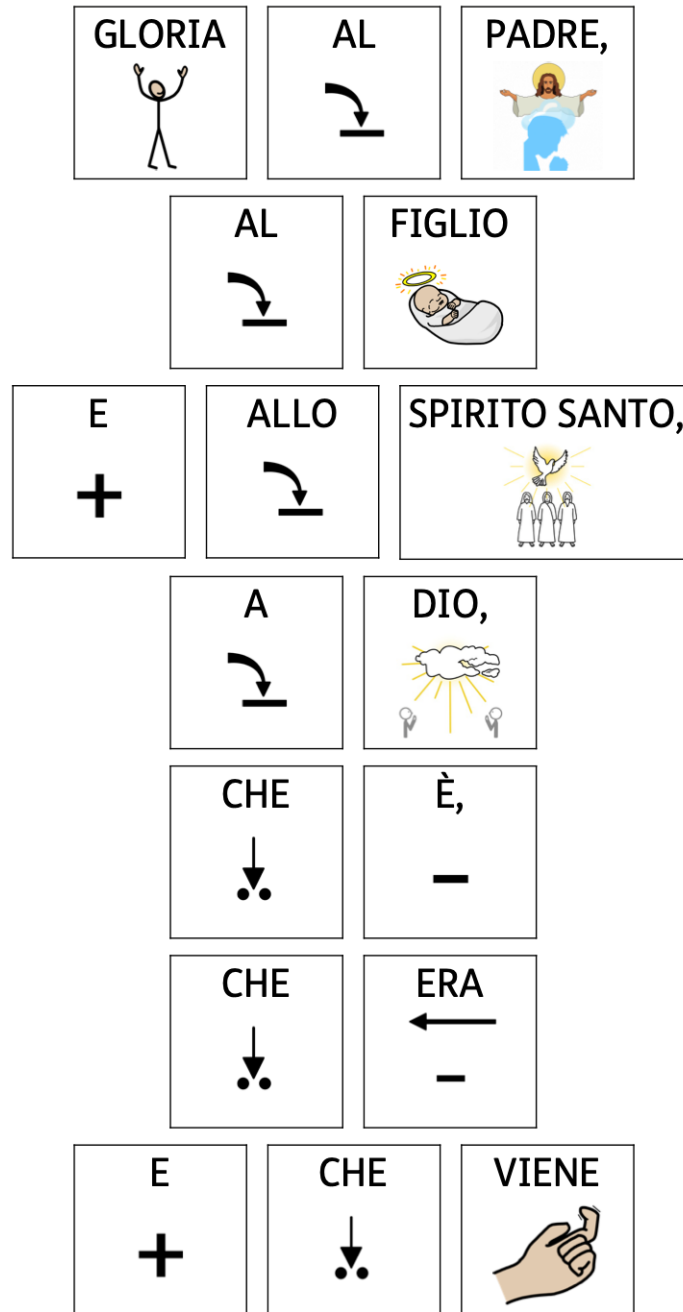 GLORIA AL PADRE,
AL FIGLIO
E ALLO SPIRITO SANTO,
A DIO,
CHE È,
CHE ERA
E CHE VIENE